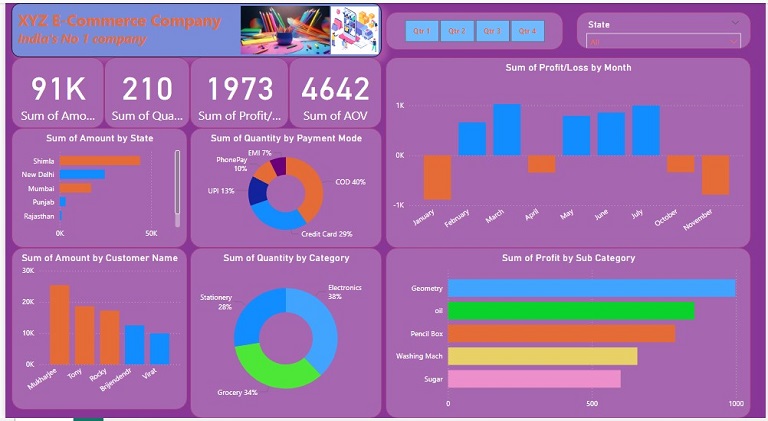 XYZ E-Commerce Company
India's No 1 company
Qtr 1
Qtr 2
Qtr 3
Qtr 4
State
All
91K
Sum of Amo...
210
Sum of Qua...
1973
Sum of Profit/...
4642
Sum of AOV
Sum of Profit/Loss by Month
1K
0K
-1K
January
February
March
April
May
June
July
October
November
Sum of Amount by State
Shimla
New Delhi
Mumbai
Punjab
Rajasthan
0K
50K
Sum of Quantity by Payment Mode
EMI 7%
PhonePay
10%
UPI 13%
COD 40%
Credit Card 29%
Sum of Amount by Customer Name
30K
20K
10K
0K
Mukharjee
Tony
Rocky
Brijendendr
Virat
Sum of Quantity by Category
Electronics
38%
Stationery
28%
Grocery 34%
Sum of Profit by Sub Category
Geometry
oil
Pencil Box
Washing Mach
Sugar
0
500
1000